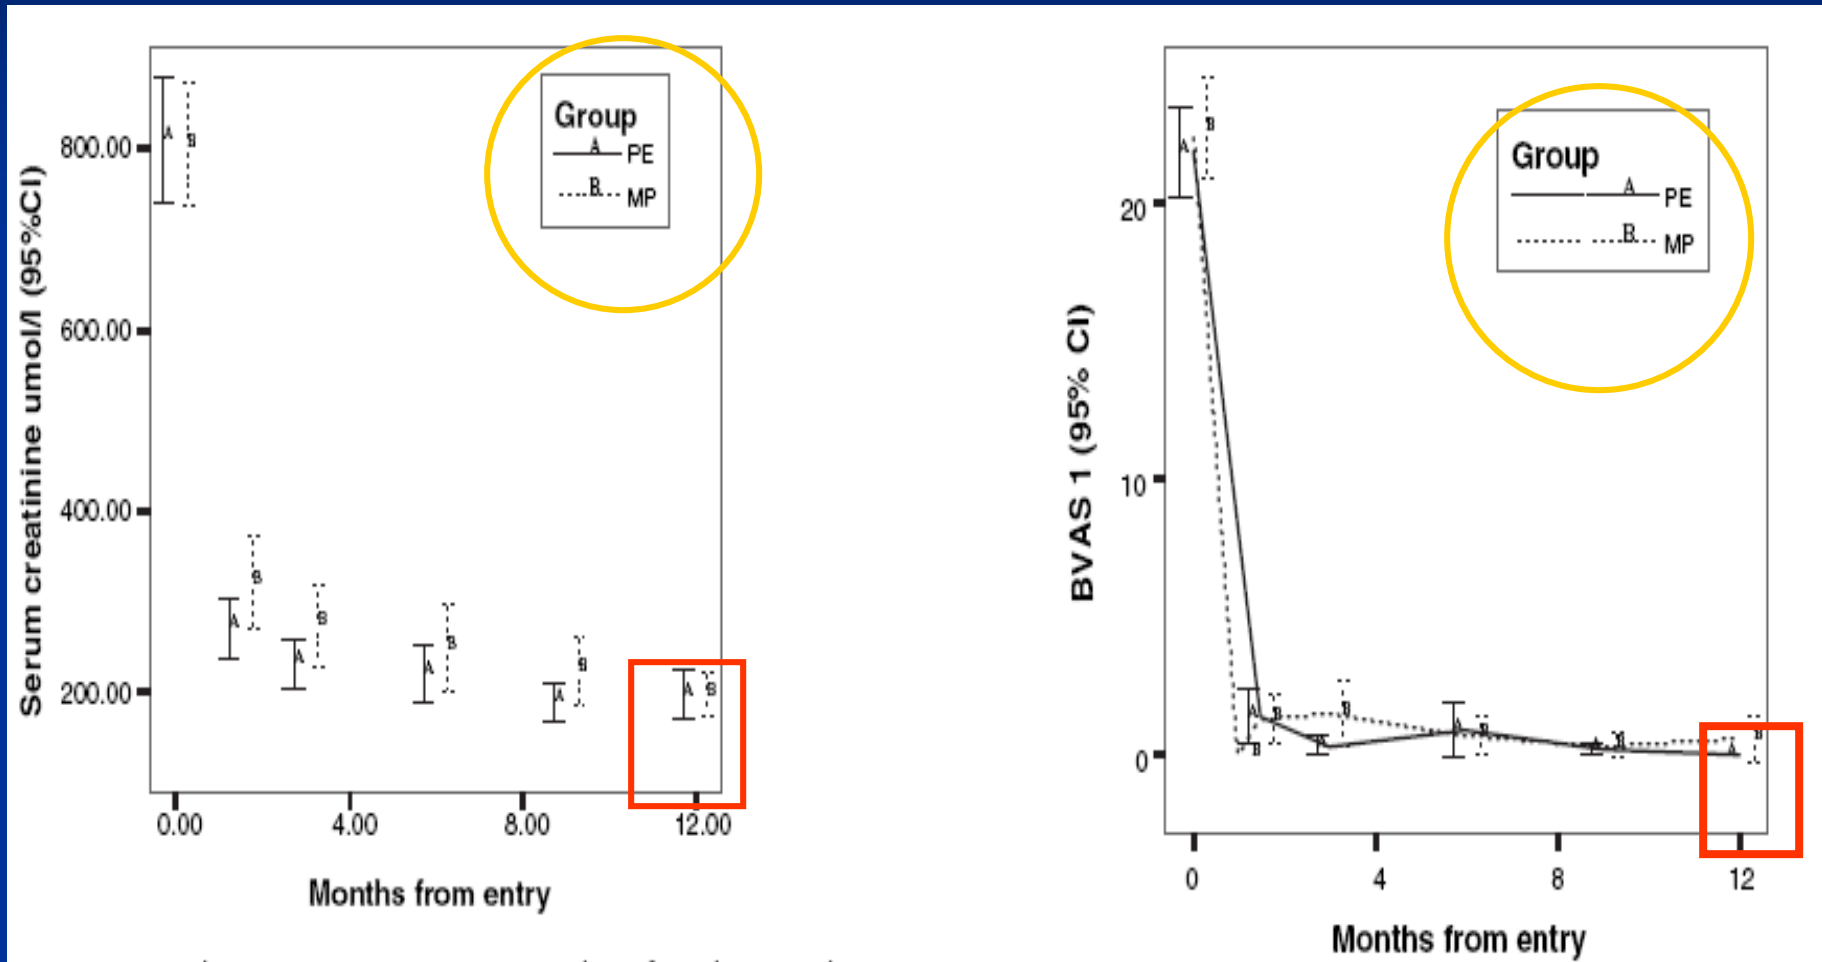 Serum creatinine umol/l (95%CI)
800.00
600.00
400.00
200.00
Group
A PE
B MP
A
B
A
B
A
B
A
B
A
B
A
B
0.00 4.00 8.00 12.00
Months from entry
BVAS 1 (95% CI)
20
10
0
Group
A PE
B MP
A
B
A
B
B
A
B
A
B
A
B
A
B
0 4 8 12
Months from entry